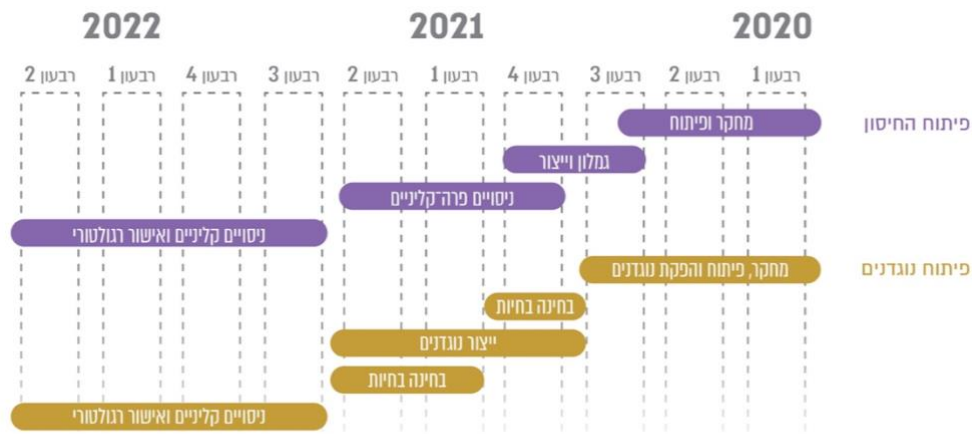 2020 2021 2022
רבעון 1 רבעון 2 רבעון 3 רבעון 4 רבעון 1 רבעון 2 רבעון 3 רבעון 4 רבעון 1 רבעון 2
פיתוח החיסון מחקר ופיתוח
גמלון וייצור
ניסויים פרה־קליניים
ניסויים קליניים ואישור רגולטורי
פיתוח נוגדנים מחקר, פיתוח והפקת נוגדנים
בחינה בחיות
ייצור נוגדנים
בחינה בחיות
ניסויים קליניים ואישור רגולטורי